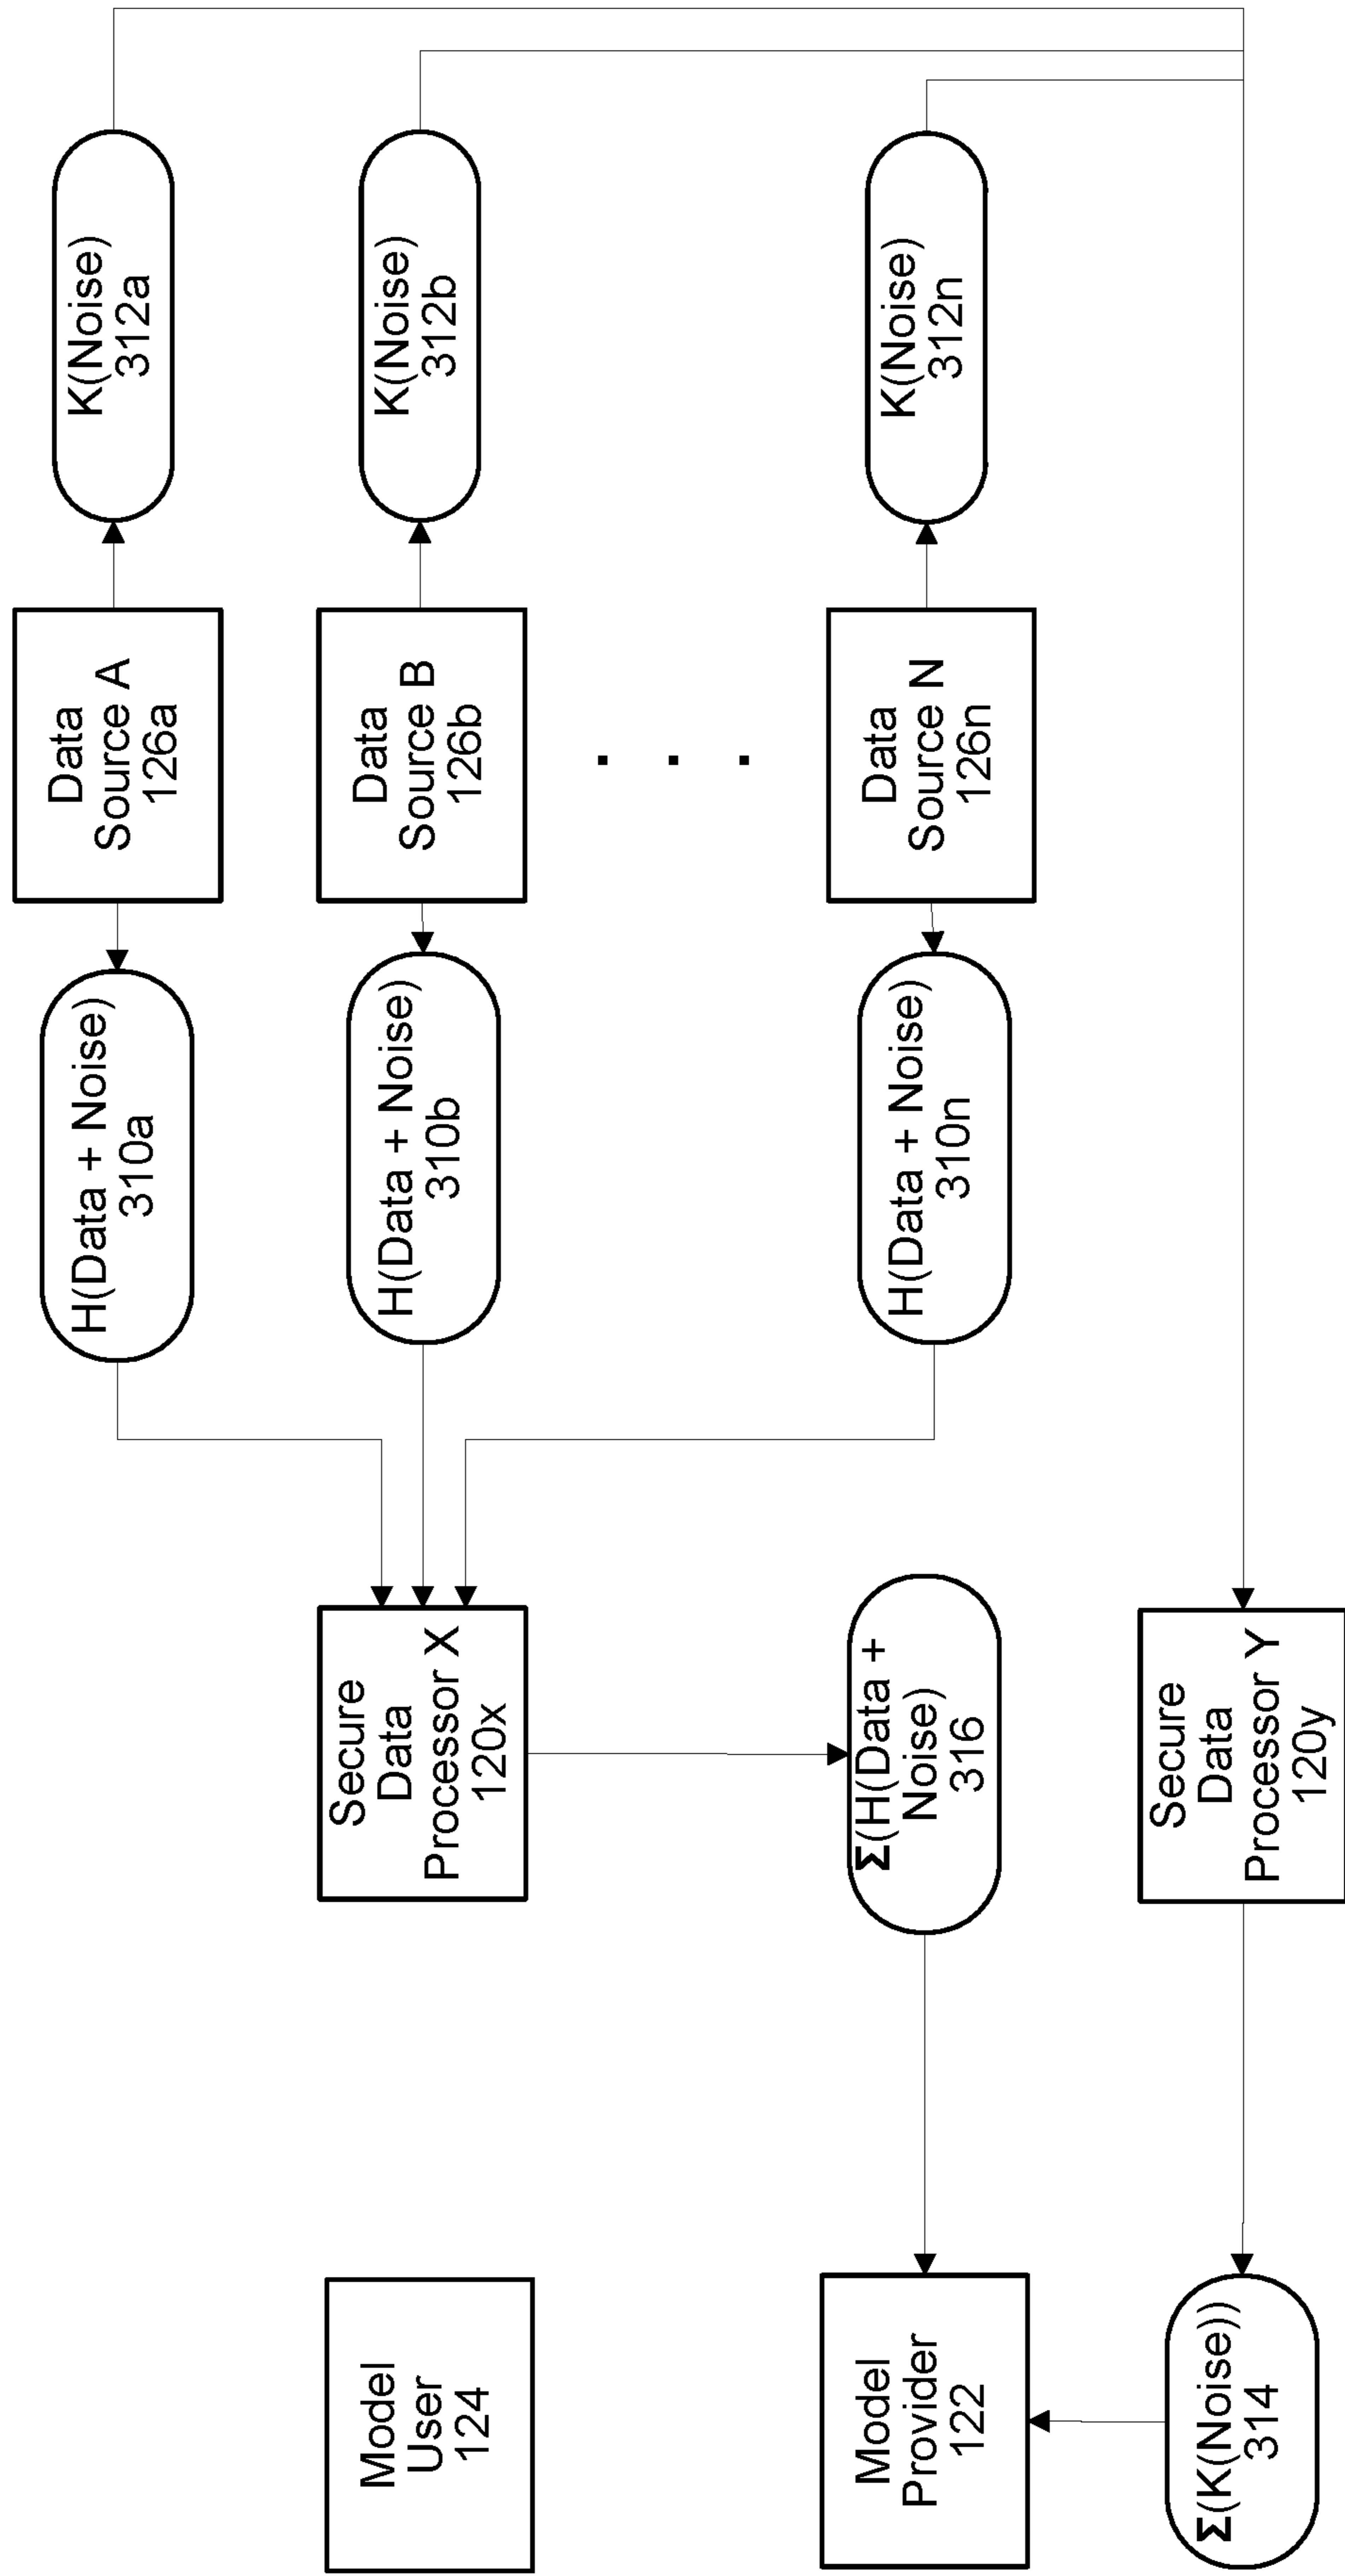 Data
Source A
126a
K(Noise)
312a
H(Data + Noise)
310a
Data
Source B
126b
K(Noise)
312b
H(Data + Noise)
310b
. . .
Data
Source N
126n
K(Noise)
312n
H(Data + Noise)
310n
Secure
Data
Processor X
120x
Σ(H(Data +
Noise)
316
Secure
Data
Processor Y
120y
Model
User
124
Model
Provider
122
Σ(K(Noise))
314